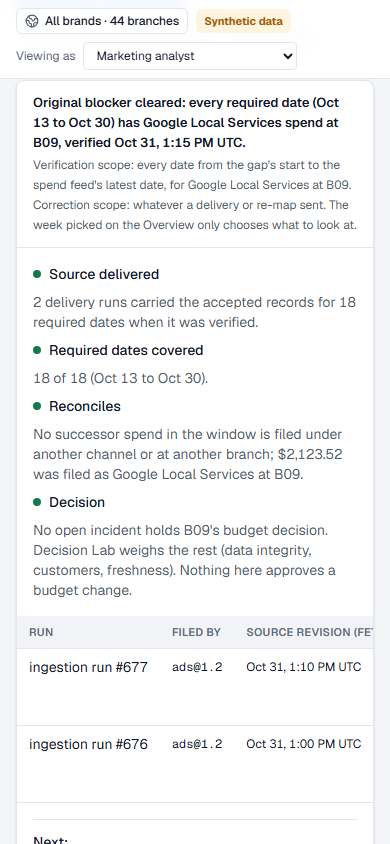 All brands · 44 branches
Synthetic data
Viewing as
Marketing analyst
Original blocker cleared: every required date (Oct
13 to Oct 30) has Google Local Services spend at
B09, verified Oct 31, 1:15 PM UTC.
Verification scope: every date from the gap's start to the
spend feed's latest date, for Google Local Services at B09.
Correction scope: whatever a delivery or re-map sent. The
week picked on the Overview only chooses what to look at.
Source delivered
2 delivery runs carried the accepted records for 18
required dates when it was verified.
Required dates covered
18 of 18 (Oct 13 to Oct 30).
Reconciles
No successor spend in the window is filed under
another channel or at another branch; $2,123.52
was filed as Google Local Services at B09.
Decision
No open incident holds B09's budget decision.
Decision Lab weighs the rest (data integrity,
customers, freshness). Nothing here approves a
budget change.
RUN FILED BY SOURCE REVISION (FET
ingestion run #677 ads@1.2 Oct 31, 1:10 PM UTC
ingestion run #676 ads@1.2 Oct 31, 1:00 PM UTC
Next: